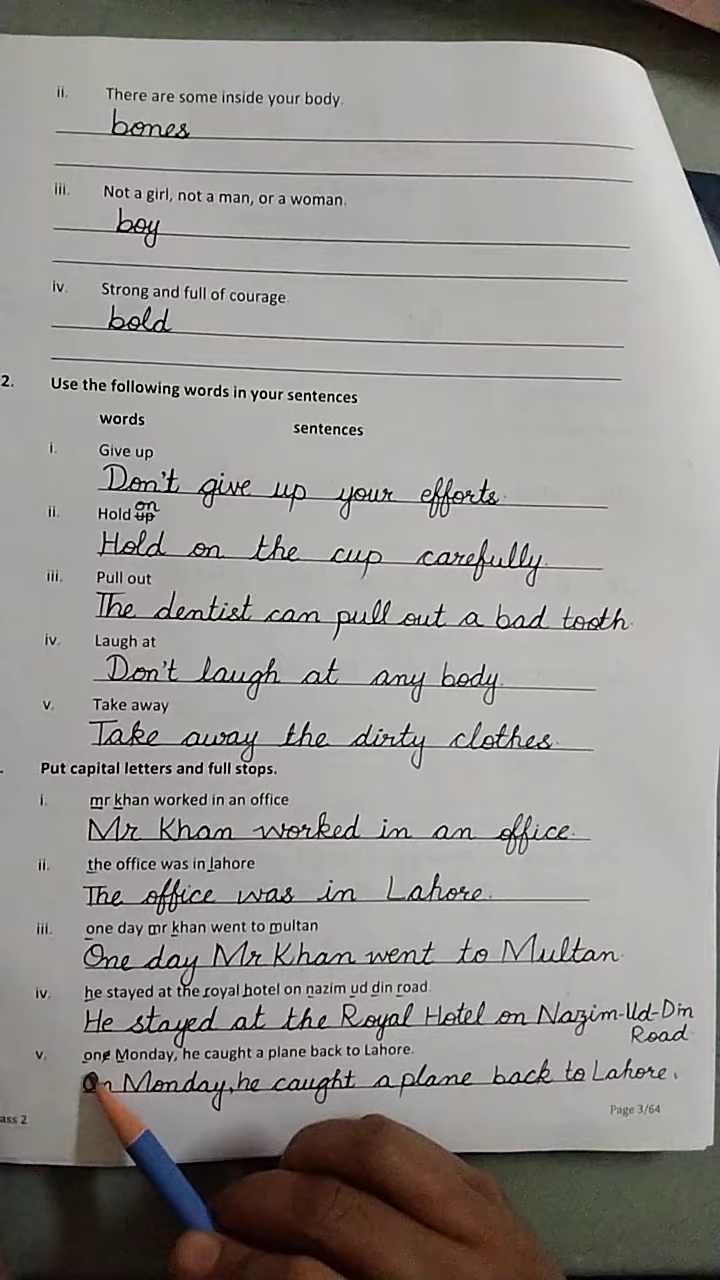 ii. There are some inside your body.
bones
iii. Not a girl, not a man, or a woman.
boy
iv. Strong and full of courage
bold
2. Use the following words in your sentences
words sentences
i. Give up
Don't give up your efforts.
ii. Hold up on
Hold on the cup carefully.
iii. Pull out
The dentist can pull out a bad tooth.
iv. Laugh at
Don't laugh at any body.
v. Take away
Take away the dirty clothes.
. Put capital letters and full stops.
i. mr khan worked in an office
Mr Khan worked in an office.
ii. the office was in lahore
The office was in Lahore.
iii. one day mr khan went to multan
One day Mr Khan went to Multan.
iv. he stayed at the royal hotel on nazim ud din road.
He stayed at the Royal Hotel on Nazim-Ud-Din
Road
v. one Monday, he caught a plane back to Lahore.
On Monday, he caught a plane back to Lahore.
ass 2 Page 3/64